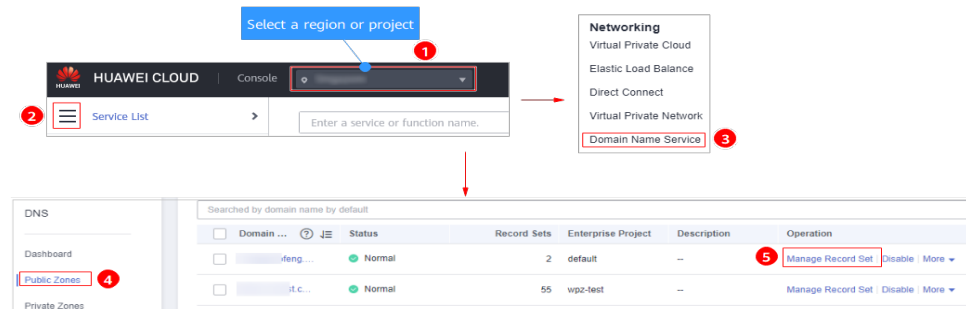 Select a region or project
1
HUAWEI
HUAWEI CLOUD
Console
2
Service List
Enter a service or function name.
Networking
Virtual Private Cloud
Elastic Load Balance
Direct Connect
Virtual Private Network
Domain Name Service
3
DNS
Dashboard
Public Zones
4
Private Zones
Searched by domain name by default
Domain ... ? Status Record Sets Enterprise Project Description Operation
feng.... Normal 2 default -- 5 Manage Record Set Disable More
st.c... Normal 55 wpz-test -- Manage Record Set Disable More